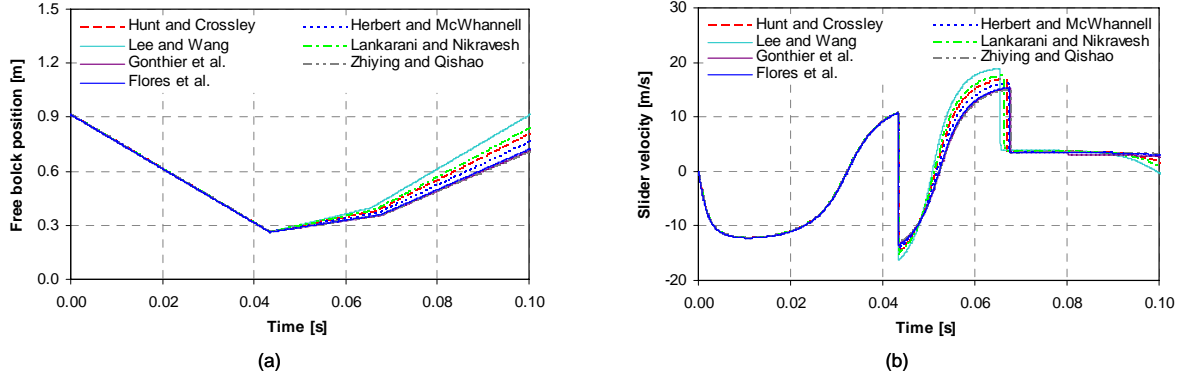 Hunt and Crossley
Herbert and McWhannell
Lee and Wang
Lankarani and Nikravesh
Gonthier et al.
Zhiying and Qishao
Flores et al.
Free bolck position [m]
1.5
1.2
0.9
0.6
0.3
0.0
0.00 0.02 0.04 0.06 0.08 0.10
Time [s]
(a)
Hunt and Crossley
Herbert and McWhannell
Lee and Wang
Lankarani and Nikravesh
Gonthier et al.
Zhiying and Qishao
Flores et al.
Slider velocity [m/s]
30
20
10
0
-10
-20
0.00 0.02 0.04 0.06 0.08 0.10
Time [s]
(b)